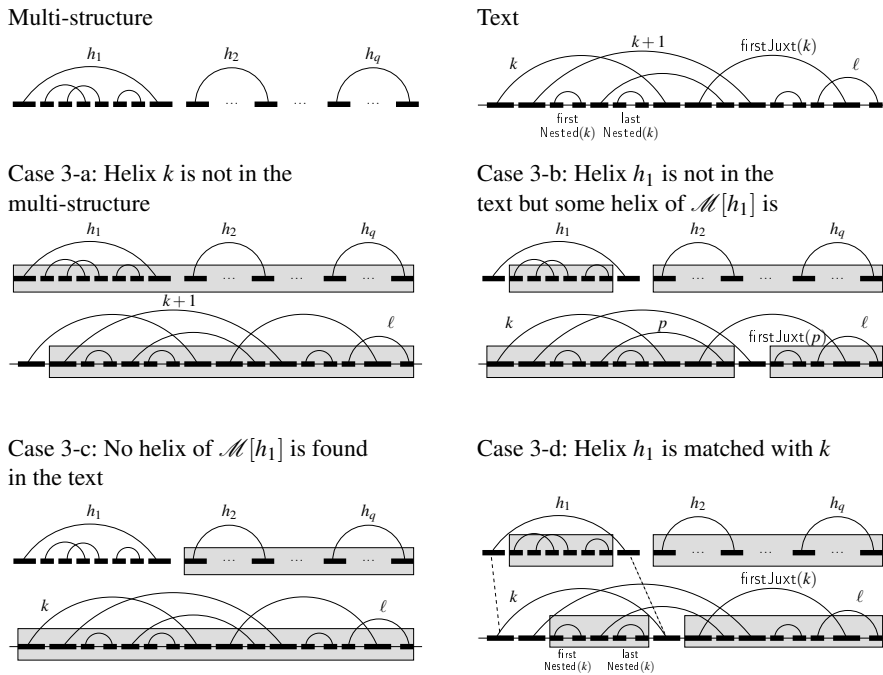 Multi-structure
h1
h2
hq
... ... ...
Text
k
k+1
firstJuxt(k)
ℓ
first
Nested(k)
last
Nested(k)
Case 3-a: Helix k is not in the
multi-structure
h1
h2
hq
... ... ...
k+1
ℓ
Case 3-b: Helix h1 is not in the
text but some helix of ℳ[h1] is
h1
h2
hq
... ... ...
k
p
firstJuxt(p)
ℓ
Case 3-c: No helix of ℳ[h1] is found
in the text
h1
h2
hq
... ... ...
k
ℓ
Case 3-d: Helix h1 is matched with k
h1
h2
hq
... ... ...
k
firstJuxt(k)
ℓ
first
Nested(k)
last
Nested(k)